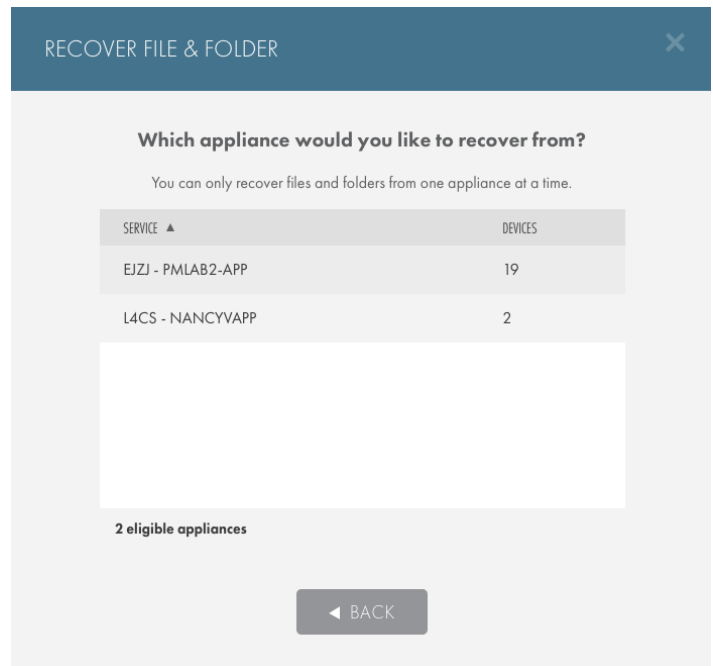 RECOVER FILE & FOLDER
Which appliance would you like to recover from?
You can only recover files and folders from one appliance at a time.
SERVICE ▲ DEVICES
EJZJ - PMLAB2-APP 19
L4CS - NANCYVAPP 2
2 eligible appliances
◀ BACK